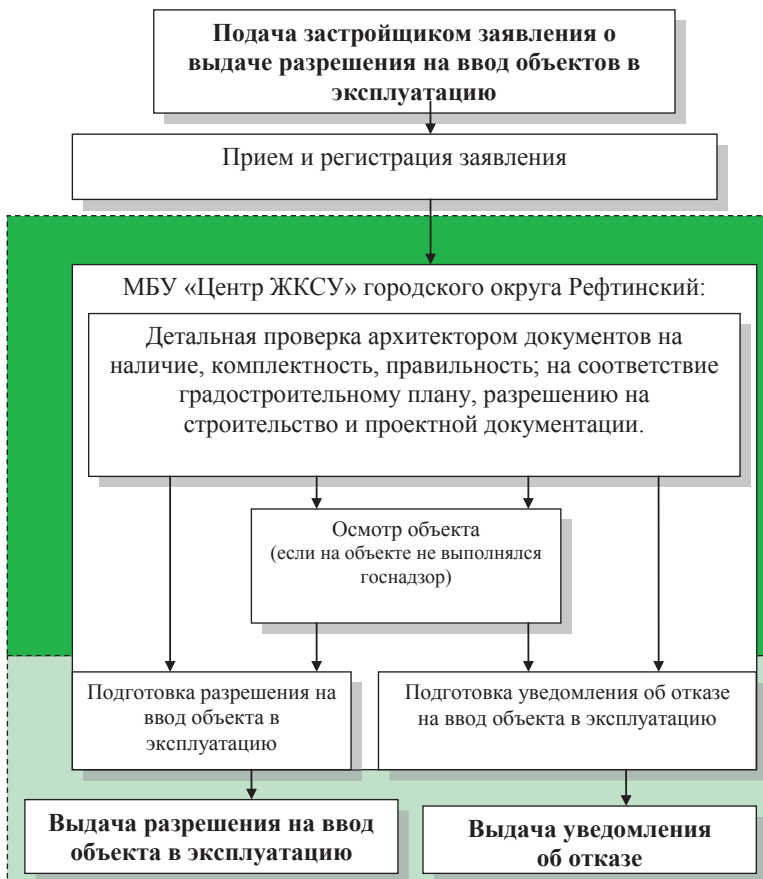 Подача застройщиком заявления о
выдаче разрешения на ввод объектов в
эксплуатацию
Прием и регистрация заявления
МБУ «Центр ЖКСУ» городского округа Рефтинский:
Детальная проверка архитектором документов на
наличие, комплектность, правильность; на соответствие
градостроительному плану, разрешению на
строительство и проектной документации.
Осмотр объекта
(если на объекте не выполнялся
госнадзор)
Подготовка разрешения на
ввод объекта в
эксплуатацию
Подготовка уведомления об отказе
на ввод объекта в эксплуатацию
Выдача разрешения на ввод
объекта в эксплуатацию
Выдача уведомления
об отказе